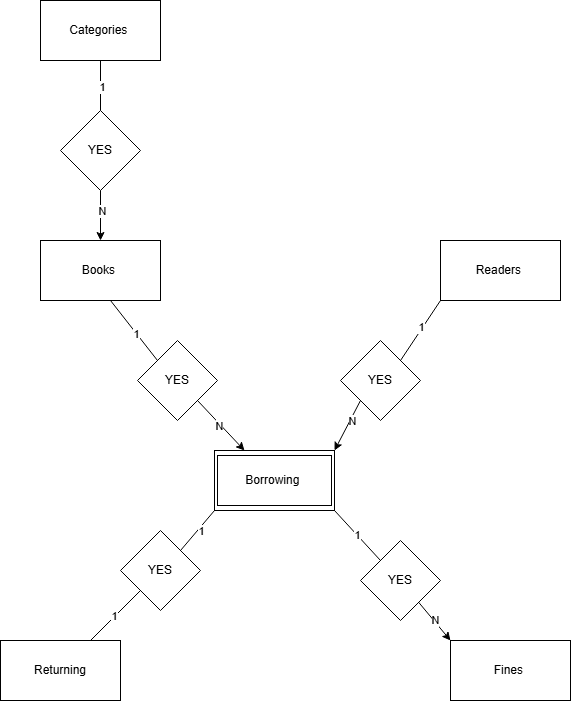 Categories
1
YES
N
Books
Readers
1
1
YES
YES
N
N
Borrowing
1
1
YES
YES
1
N
Returning
Fines